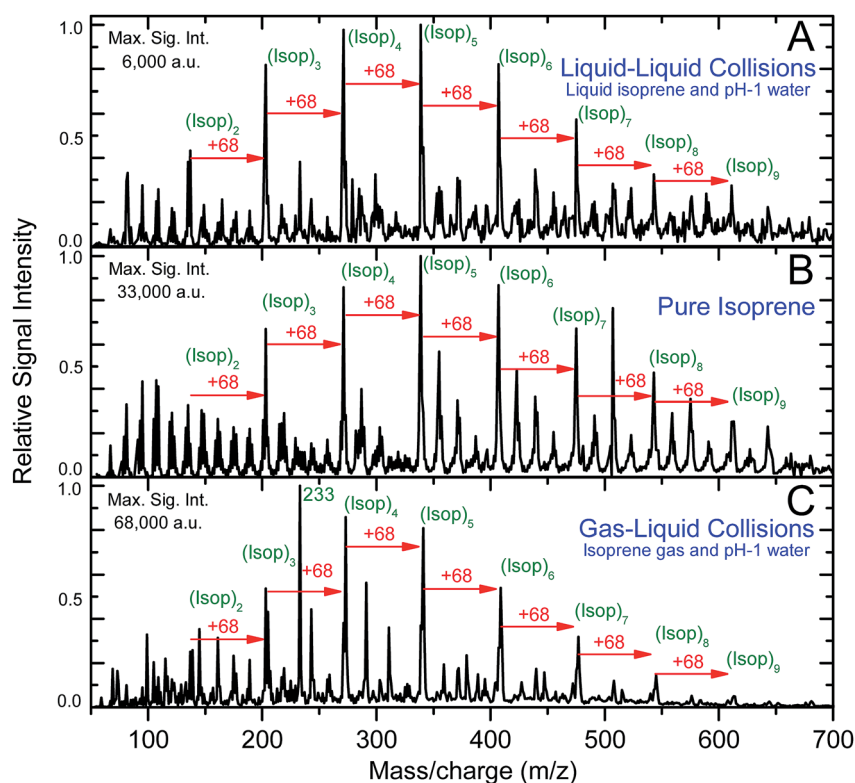 Relative Signal Intensity
Max. Sig. Int.
6,000 a.u.
A
Liquid-Liquid Collisions
Liquid isoprene and pH-1 water
1.0
0.5
0.0
(Isop)₂
(Isop)₃
(Isop)₄
(Isop)₅
(Isop)₆
(Isop)₇
(Isop)₈
(Isop)₉
+68
+68
+68
+68
+68
+68
+68
Max. Sig. Int.
33,000 a.u.
B
Pure Isoprene
1.0
0.5
0.0
(Isop)₂
(Isop)₃
(Isop)₄
(Isop)₅
(Isop)₆
(Isop)₇
(Isop)₈
(Isop)₉
+68
+68
+68
+68
+68
+68
+68
Max. Sig. Int.
68,000 a.u.
C
Gas-Liquid Collisions
Isoprene gas and pH-1 water
1.0
0.5
0.0
233
(Isop)₂
(Isop)₃
(Isop)₄
(Isop)₅
(Isop)₆
(Isop)₇
(Isop)₈
(Isop)₉
+68
+68
+68
+68
+68
+68
+68
100 200 300 400 500 600 700
Mass/charge (m/z)